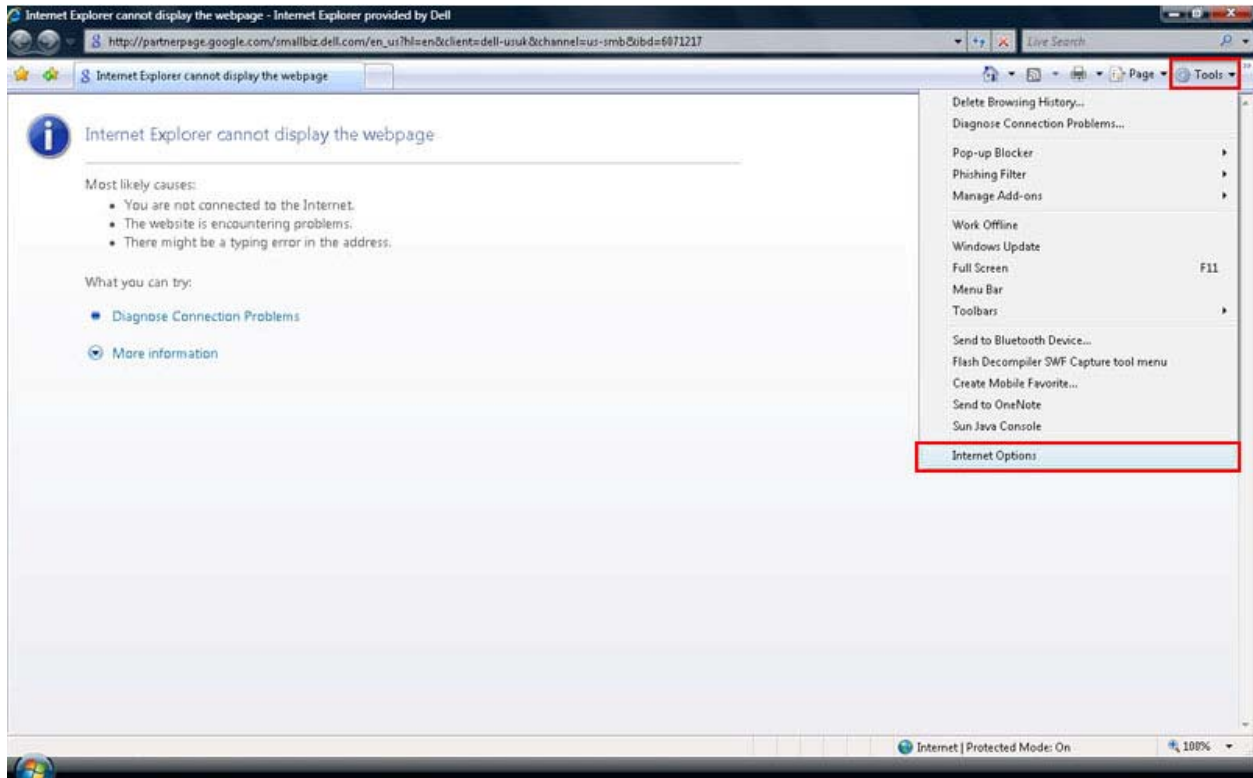 Internet Explorer cannot display the webpage - Internet Explorer provided by Dell
http://partnerpage.google.com/smallbiz.dell.com/en_us?hl=en&client=dell-usuk&channel=us-smb&ibd=6071217
Live Search
Internet Explorer cannot display the webpage
Page
Tools
Internet Explorer cannot display the webpage
Most likely causes:
• You are not connected to the Internet.
• The website is encountering problems.
• There might be a typing error in the address.
What you can try:
Diagnose Connection Problems
More information
Delete Browsing History...
Diagnose Connection Problems...
Pop-up Blocker
Phishing Filter
Manage Add-ons
Work Offline
Windows Update
Full Screen F11
Menu Bar
Toolbars
Send to Bluetooth Device...
Flash Decompiler SWF Capture tool menu
Create Mobile Favorite...
Send to OneNote
Sun Java Console
Internet Options
Internet | Protected Mode: On
100%